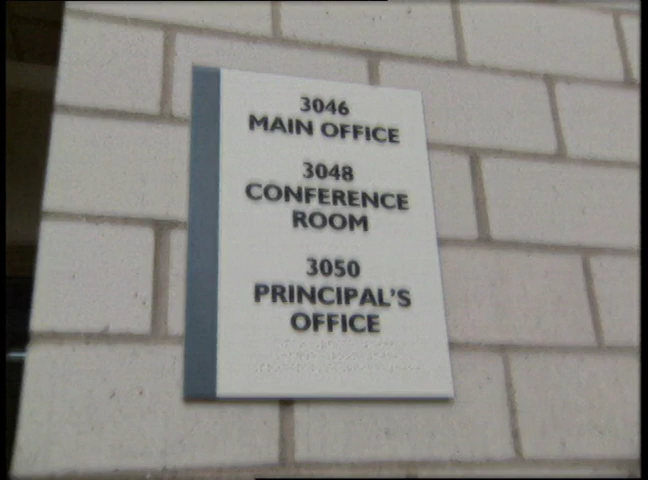 3046
MAIN OFFICE
3048
CONFERENCE
ROOM
3050
PRINCIPAL'S
OFFICE